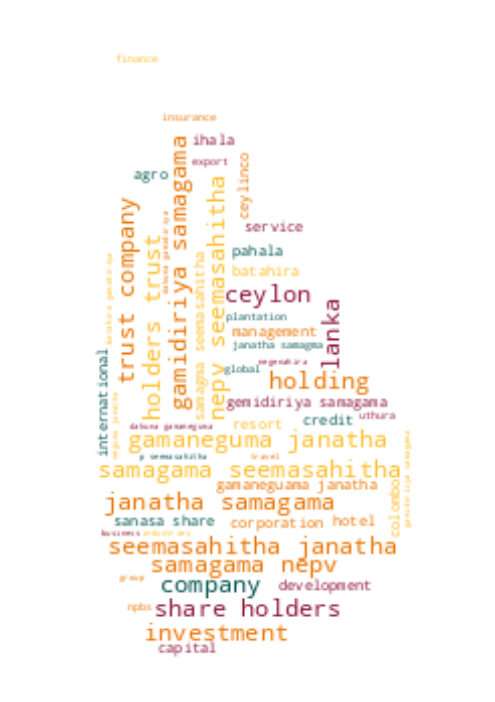 finance
insurance
ihala
export
agro
ceylinco
gamidiriya samagama
seemasahitha
nepv
trust company
holders trust
samagma seemasahitha
service
pahala
batahira
ceylon
plantation
management
lanka
janatha samagma
global
holding
international
gemidiriya samagama
uthura
resort
credit
gamaneguma janatha
p seemasahitha
travel
samagama seemasahitha
gamaneguama janatha
janatha samagama
colombo
sanasa share
corporation hotel
business
seemasahitha janatha
samagama nepv
group
company
development
npbs
share holders
investment
capital